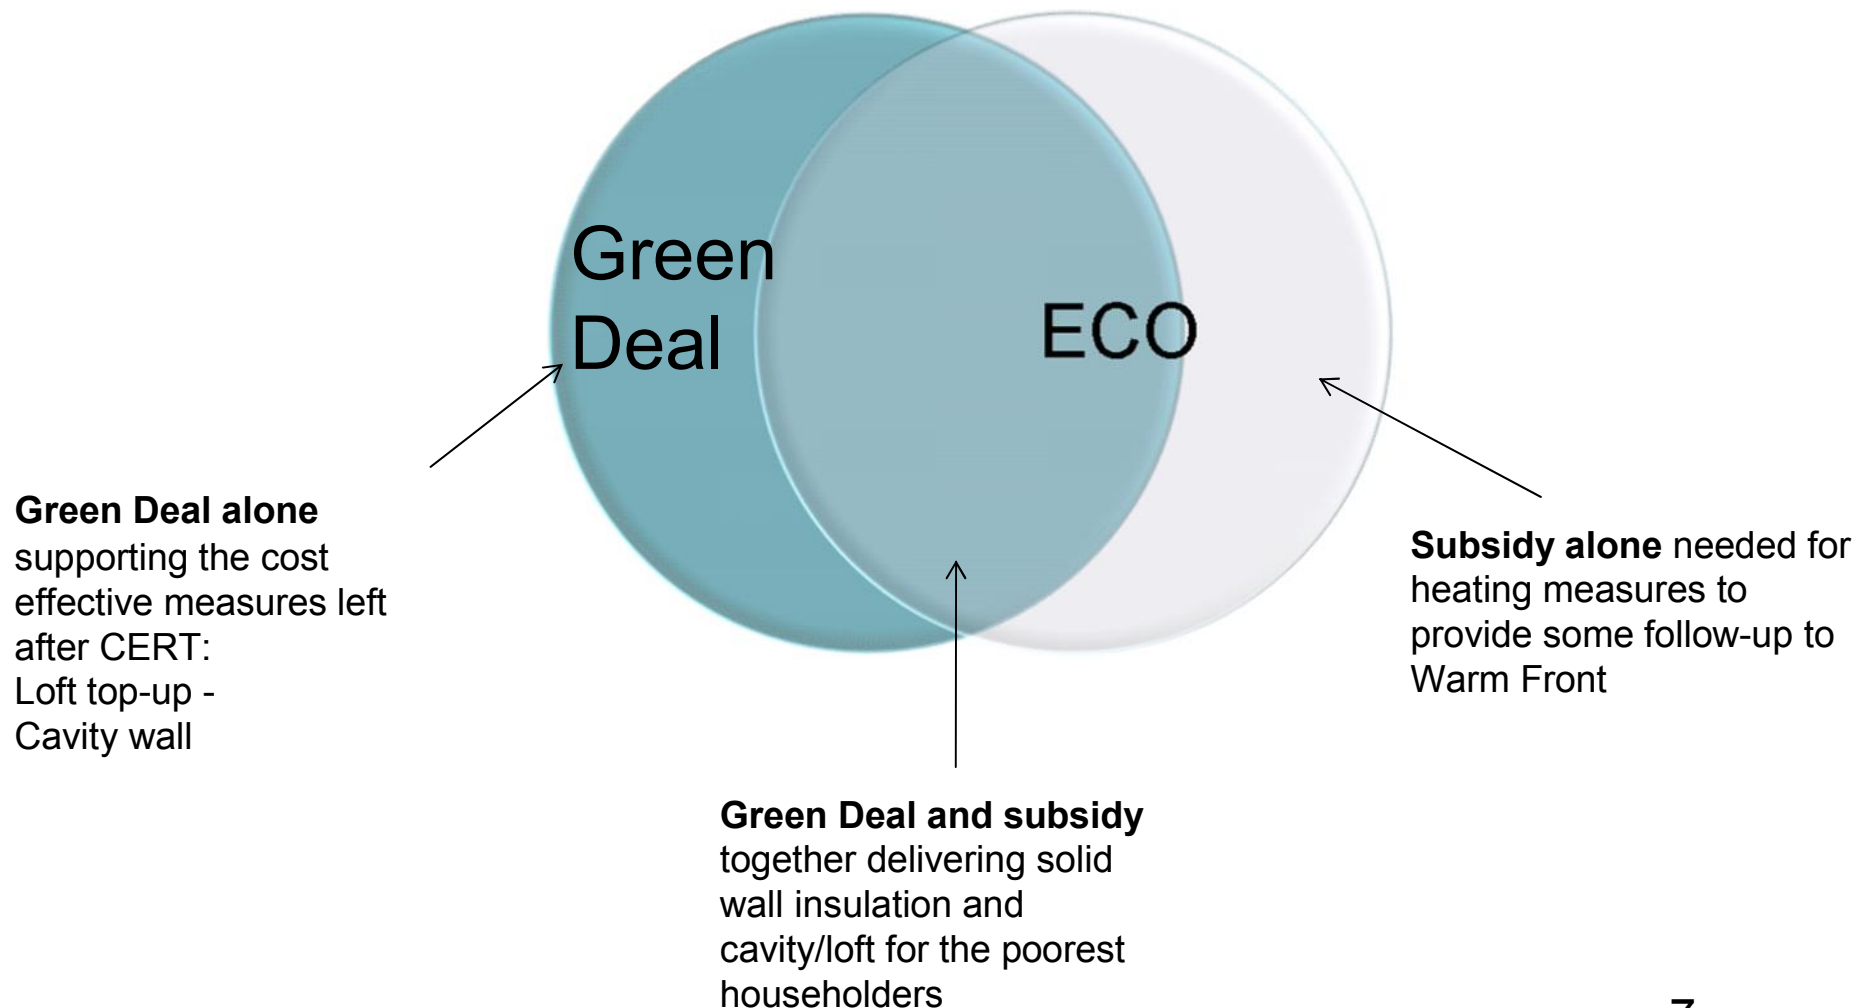 Green
Deal
ECO
Green Deal alone
supporting the cost
effective measures left
after CERT:
Loft top-up -
Cavity wall
Green Deal and subsidy
together delivering solid
wall insulation and
cavity/loft for the poorest
householders
Subsidy alone needed for
heating measures to
provide some follow-up to
Warm Front